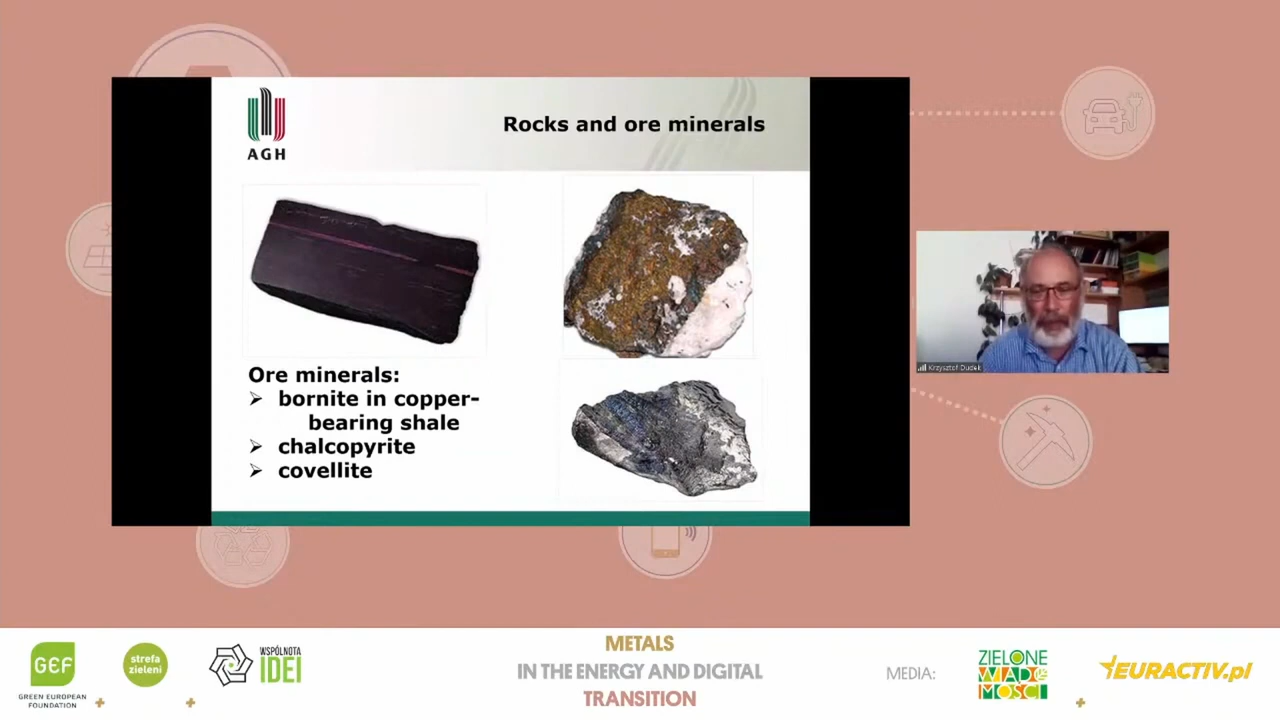 AGH
Rocks and ore minerals
Ore minerals:
➢ bornite in copper-
bearing shale
➢ chalcopyrite
➢ covellite
Krzysztof Dudek
GEF
GREEN EUROPEAN
FOUNDATION
strefa
zieleni
WSPÓLNOTA
IDEI
METALS
IN THE ENERGY AND DIGITAL
TRANSITION
MEDIA:
ZIELONE
WIADO
MOŚCI
EURACTIV.pl